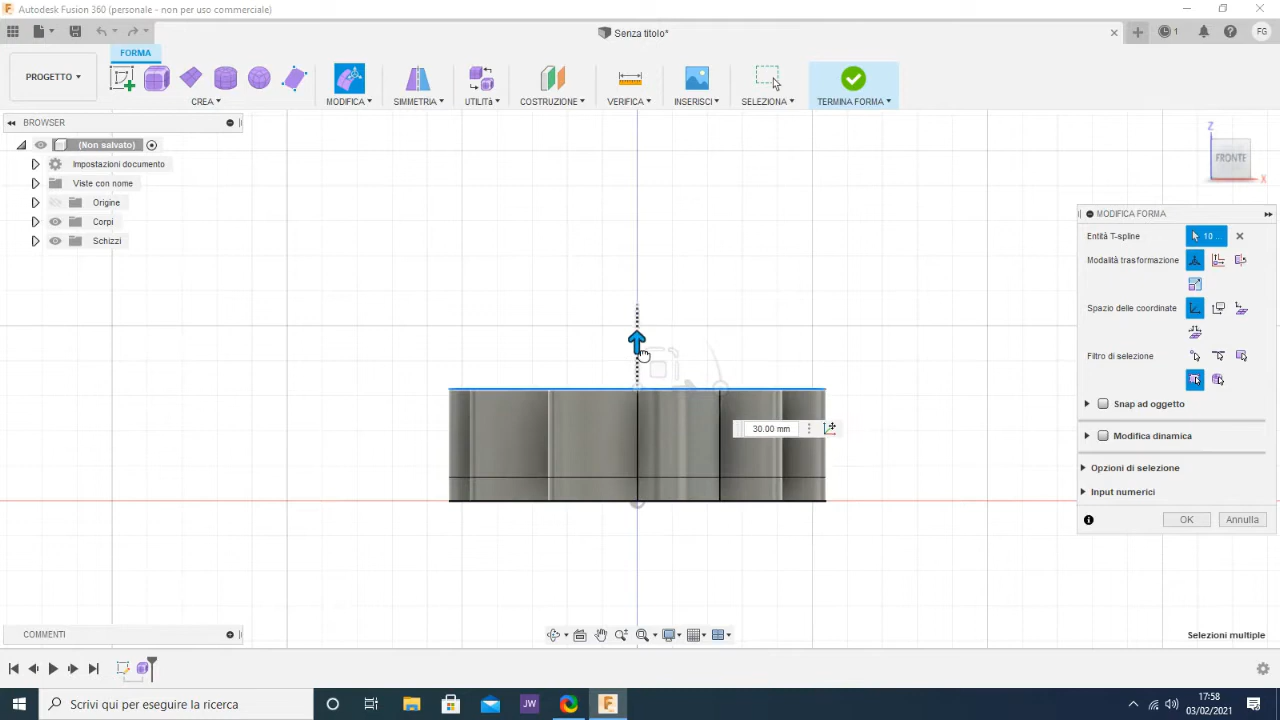 Autodesk Fusion 360 (personale - non per uso commerciale)
Senza titolo*
1
FG
PROGETTO
FORMA
CREA
MODIFICA
SIMMETRIA
UTILITÀ
COSTRUZIONE
VERIFICA
INSERISCI
SELEZIONA
TERMINA FORMA
BROWSER
(Non salvato)
Impostazioni documento
Viste con nome
Origine
Corpi
Schizzi
Z
FRONTE
X
MODIFICA FORMA
Entità T-spline
10 ...
Modalità trasformazione
Spazio delle coordinate
Filtro di selezione
Snap ad oggetto
Modifica dinamica
Opzioni di selezione
Input numerici
OK
Annulla
30.00 mm
COMMENTI
Selezioni multiple
Scrivi qui per eseguire la ricerca
JW
F
17:58
03/02/2021